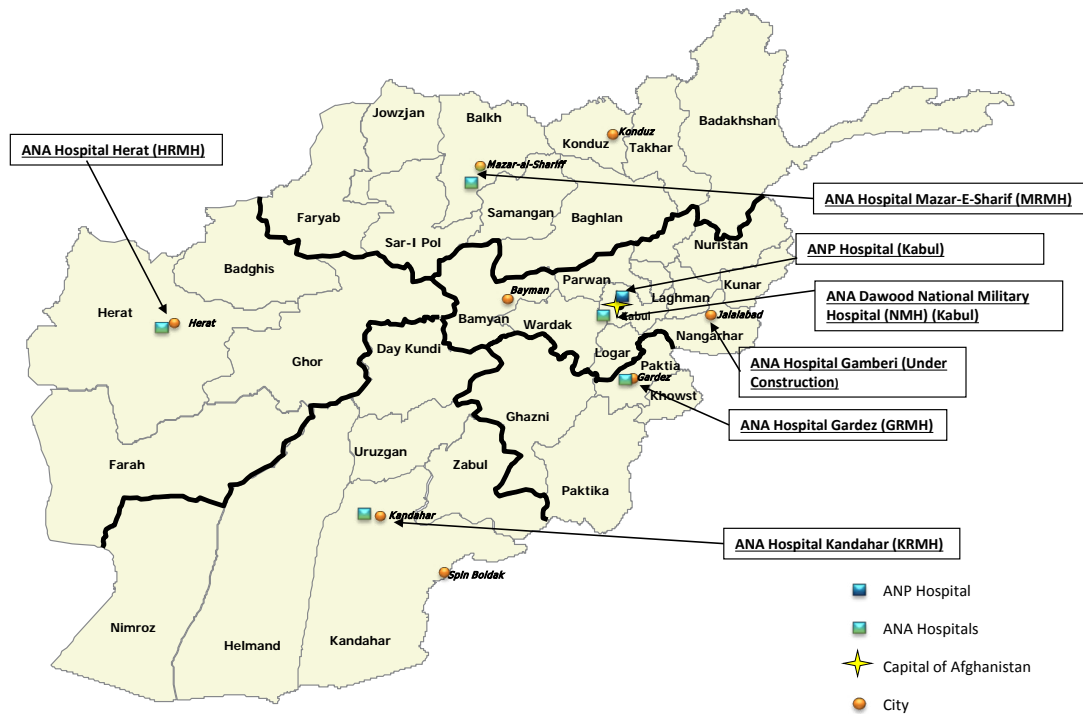 Jowzjan
Balkh
Badakhshan
Konduz
Konduz
Takhar
ANA Hospital Herat (HRMH)
Mazar-al-Shariff
ANA Hospital Mazar-E-Sharif (MRMH)
Faryab
Samangan
Baghlan
Sar-I Pol
Nuristan
ANP Hospital (Kabul)
Badghis
Parwan
Kunar
Bayman
Laghman
ANA Dawood National Military
Hospital (NMH) (Kabul)
Herat
Herat
Bamyan
Wardak
Kabul
Jalalabad
Nangarhar
Ghor
Day Kundi
Logar
Paktia
ANA Hospital Gamberi (Under
Construction)
Gardez
Khowst
Ghazni
ANA Hospital Gardez (GRMH)
Farah
Uruzgan
Zabul
Paktika
Kandahar
ANA Hospital Kandahar (KRMH)
Spin Boldak
ANP Hospital
Nimroz
Helmand
Kandahar
ANA Hospitals
Capital of Afghanistan
City